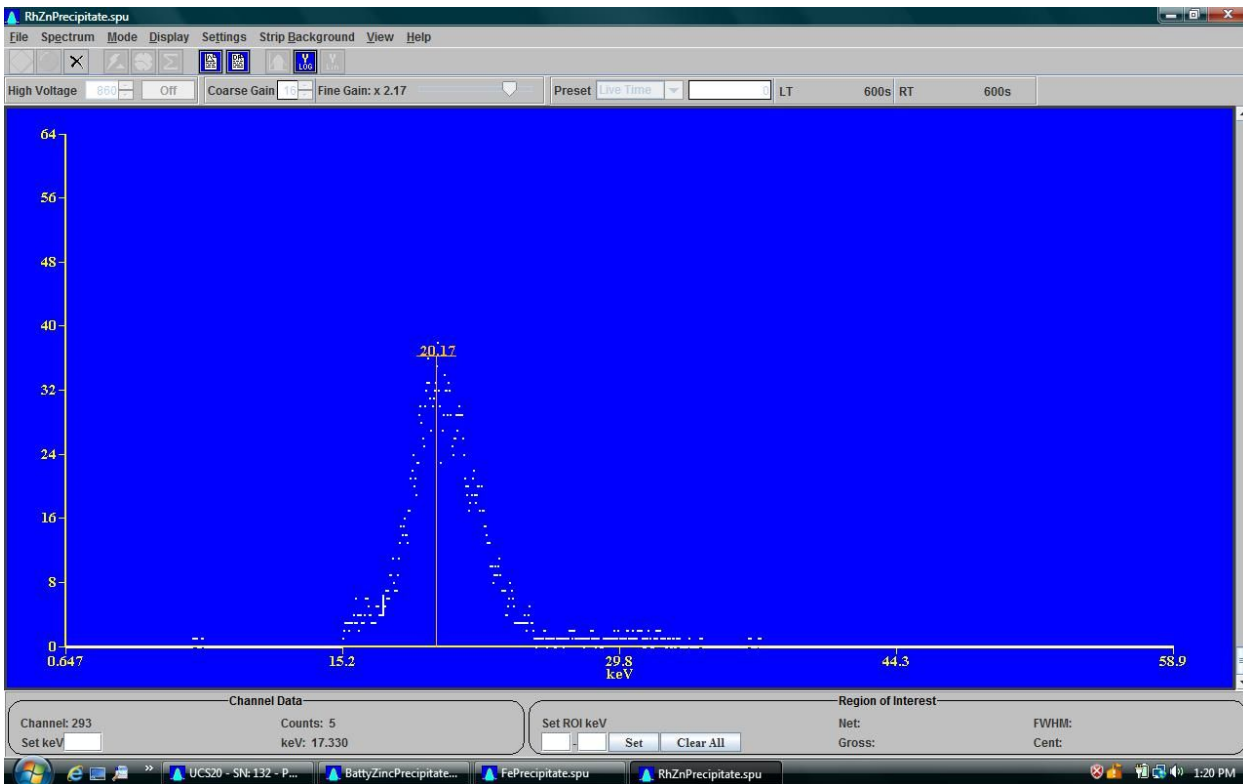 RhZnPrecipitate.spu
File Spectrum Mode Display Settings Strip Background View Help
Y LOG
High Voltage 860 Off Coarse Gain 16 Fine Gain: x 2.17 Preset Live Time 0 LT 600s RT 600s
64
56
48
40
20.17
32
24
16
8
0
0.647 15.2 29.8 44.3 58.9
keV
Channel Data Region of Interest
Channel: 293 Counts: 5 Set ROI keV Net: FWHM:
Set keV keV: 17.330 - Set Clear All Gross: Cent:
UCS20 - SN: 132 - P... BattyZincPrecipitate... FePrecipitate.spu RhZnPrecipitate.spu 1:20 PM